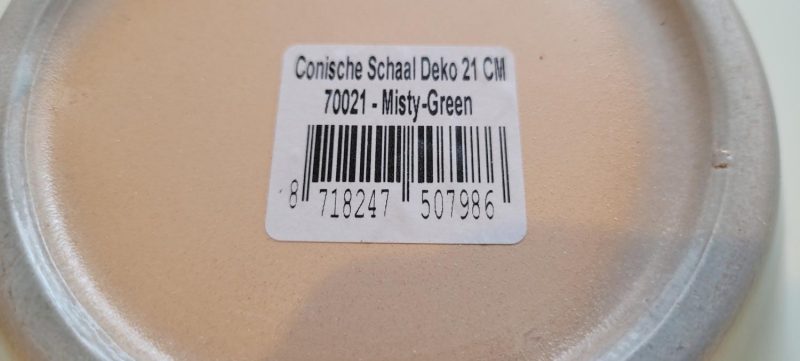 Conische Schaal Deko 21 CM
70021 - Misty-Green
8 718247 507986